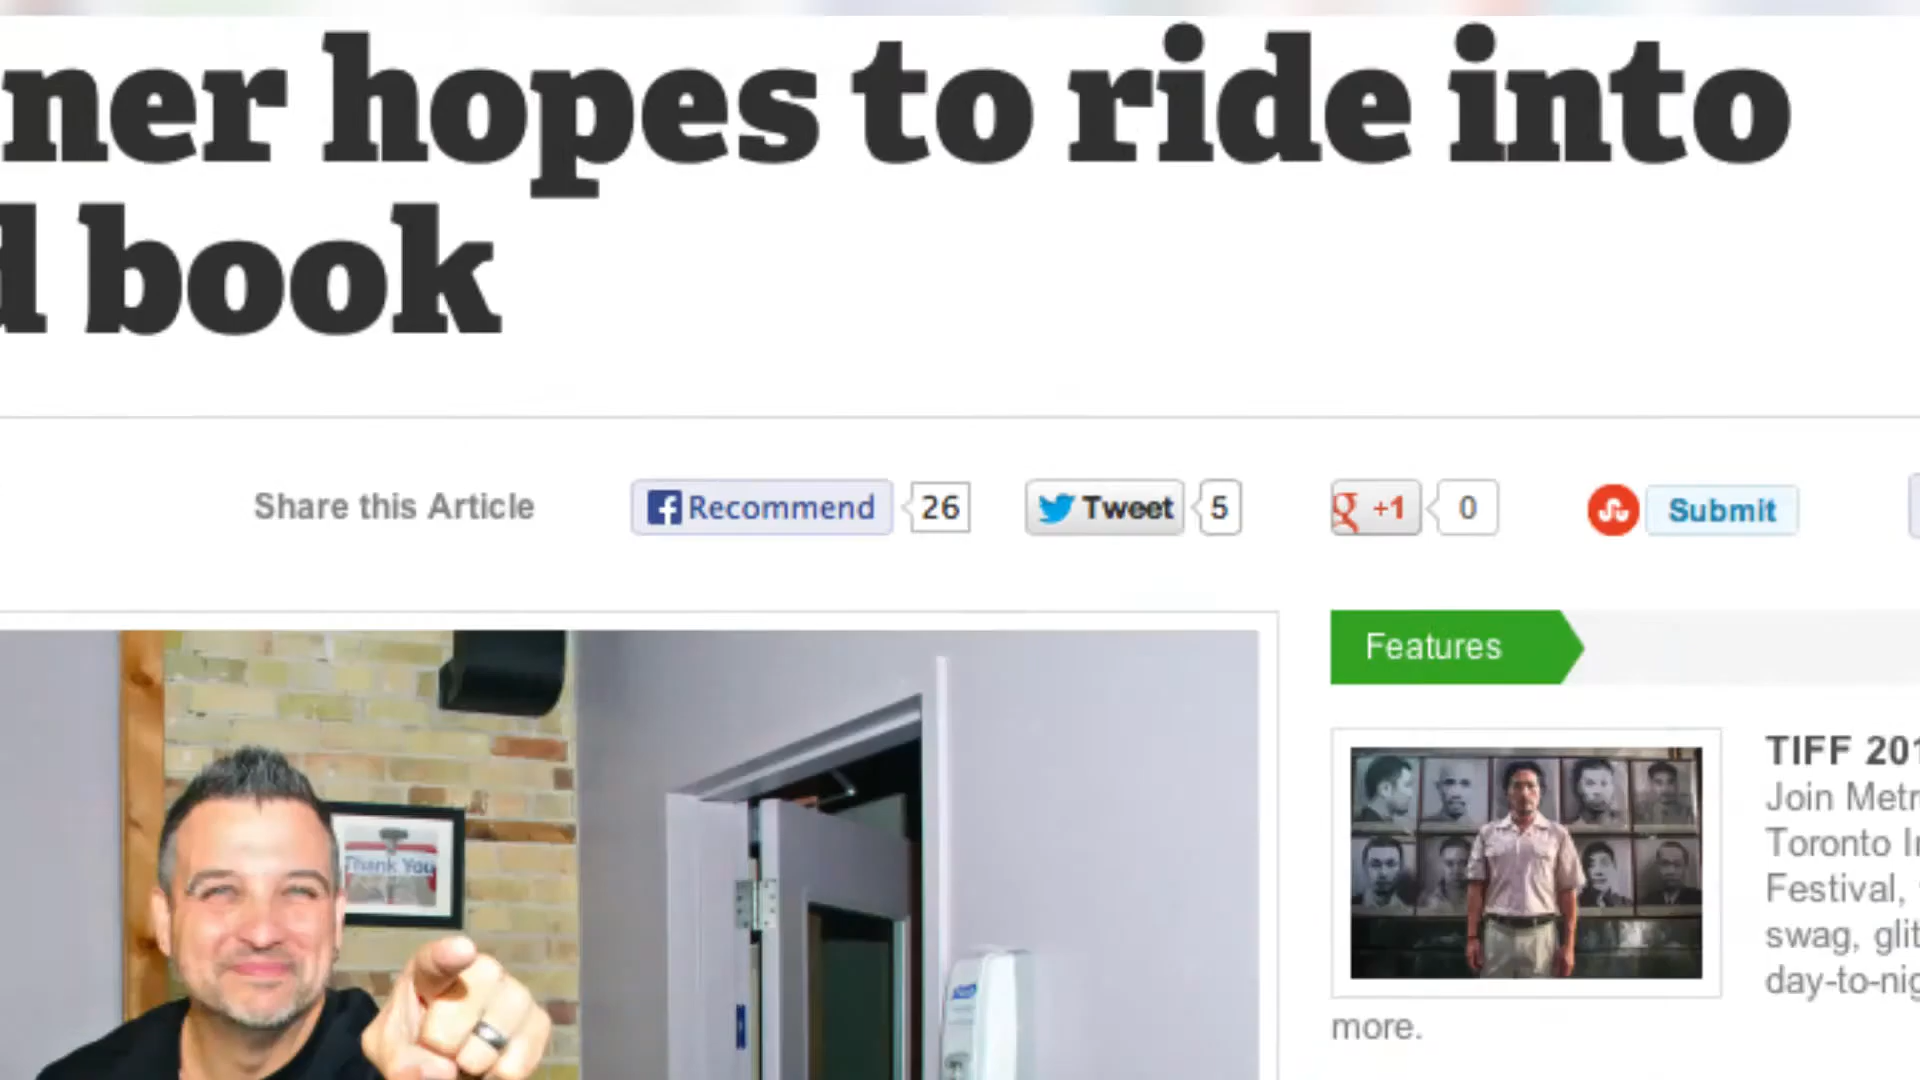 ner hopes to ride into
d book
Share this Article
Recommend 26
Tweet 5
+1 0
Submit
Features
Thank You
TIFF 201
Join Metr
Toronto I
Festival,
swag, glit
day-to-nig
more.